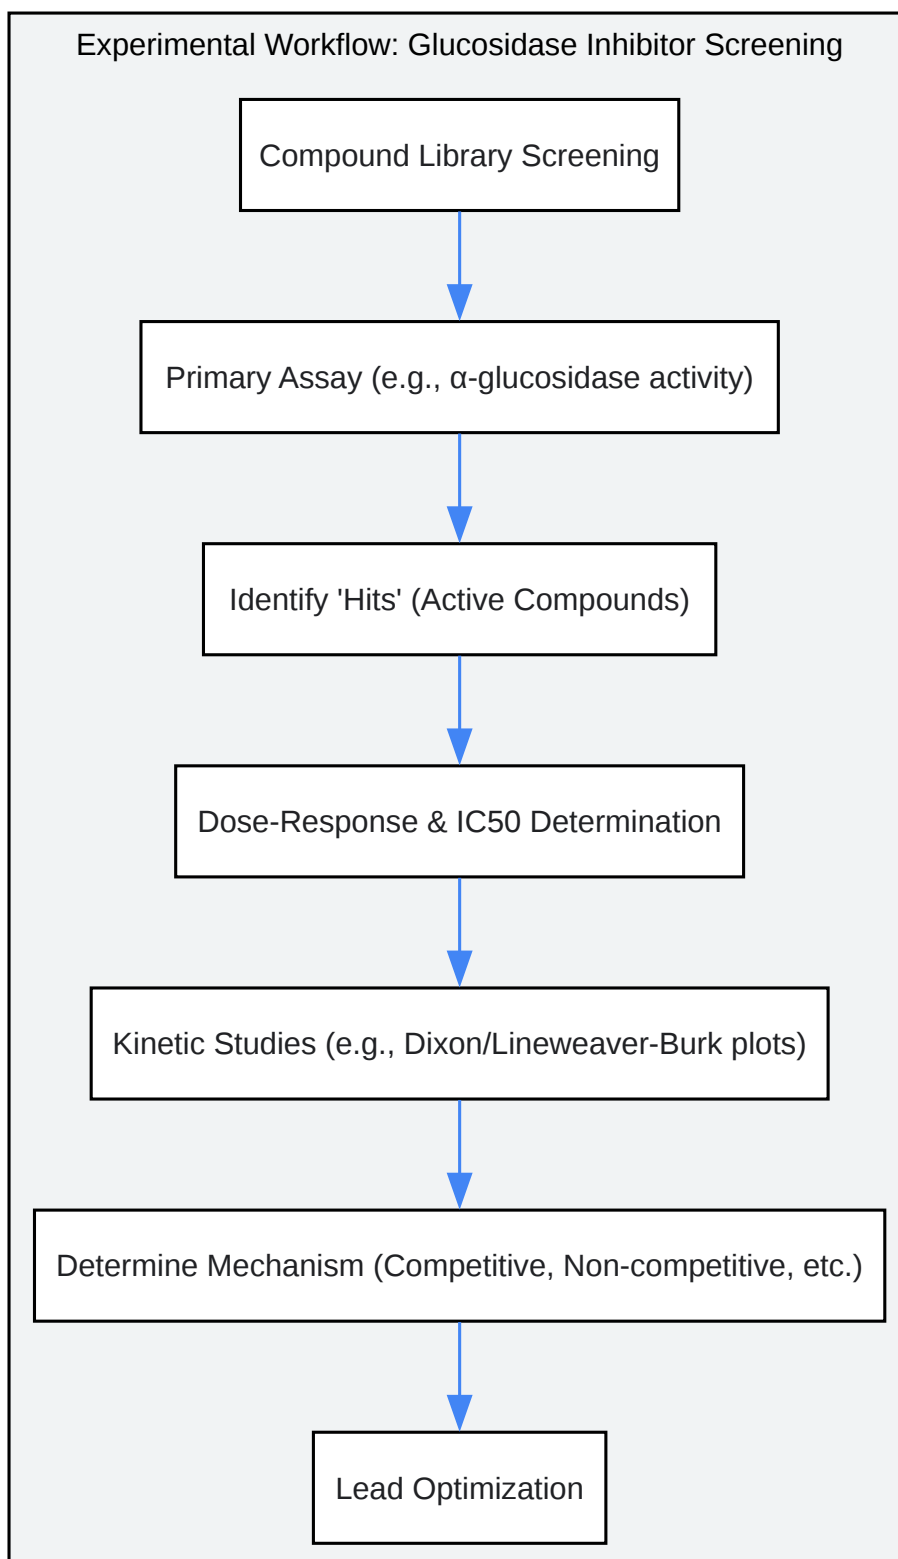 Experimental Workflow: Glucosidase Inhibitor Screening
Compound Library Screening
Primary Assay (e.g., α-glucosidase activity)
Identify 'Hits' (Active Compounds)
Dose-Response & IC50 Determination
Kinetic Studies (e.g., Dixon/Lineweaver-Burk plots)
Determine Mechanism (Competitive, Non-competitive, etc.)
Lead Optimization